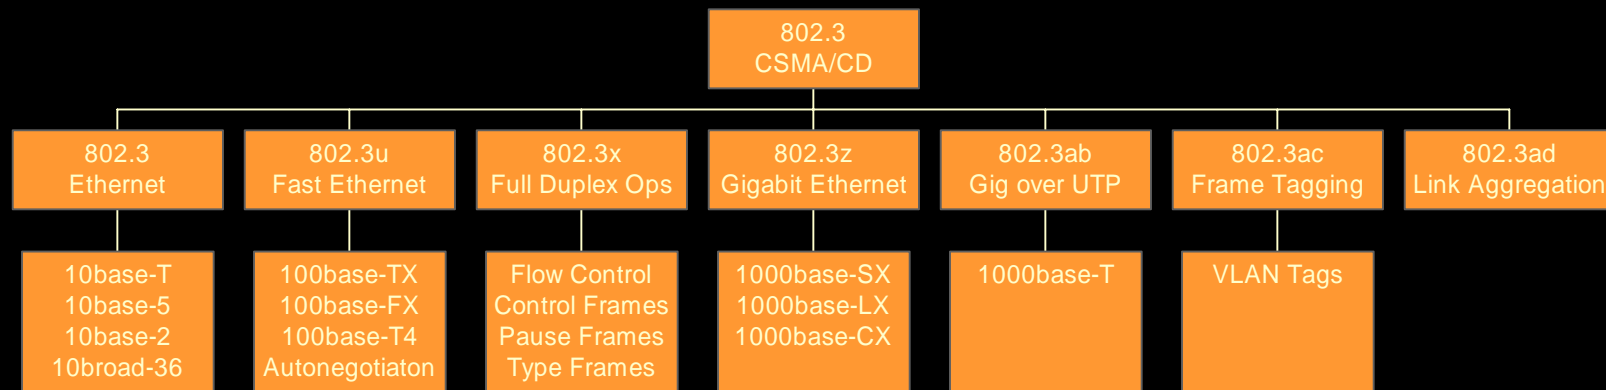 802.3
CSMA/CD
802.3
Ethernet
802.3u
Fast Ethernet
802.3x
Full Duplex Ops
802.3z
Gigabit Ethernet
802.3ab
Gig over UTP
802.3ac
Frame Tagging
802.3ad
Link Aggregation
10base-T
10base-5
10base-2
10broad-36
100base-TX
100base-FX
100base-T4
Autonegotiaton
Flow Control
Control Frames
Pause Frames
Type Frames
1000base-SX
1000base-LX
1000base-CX
1000base-T
VLAN Tags